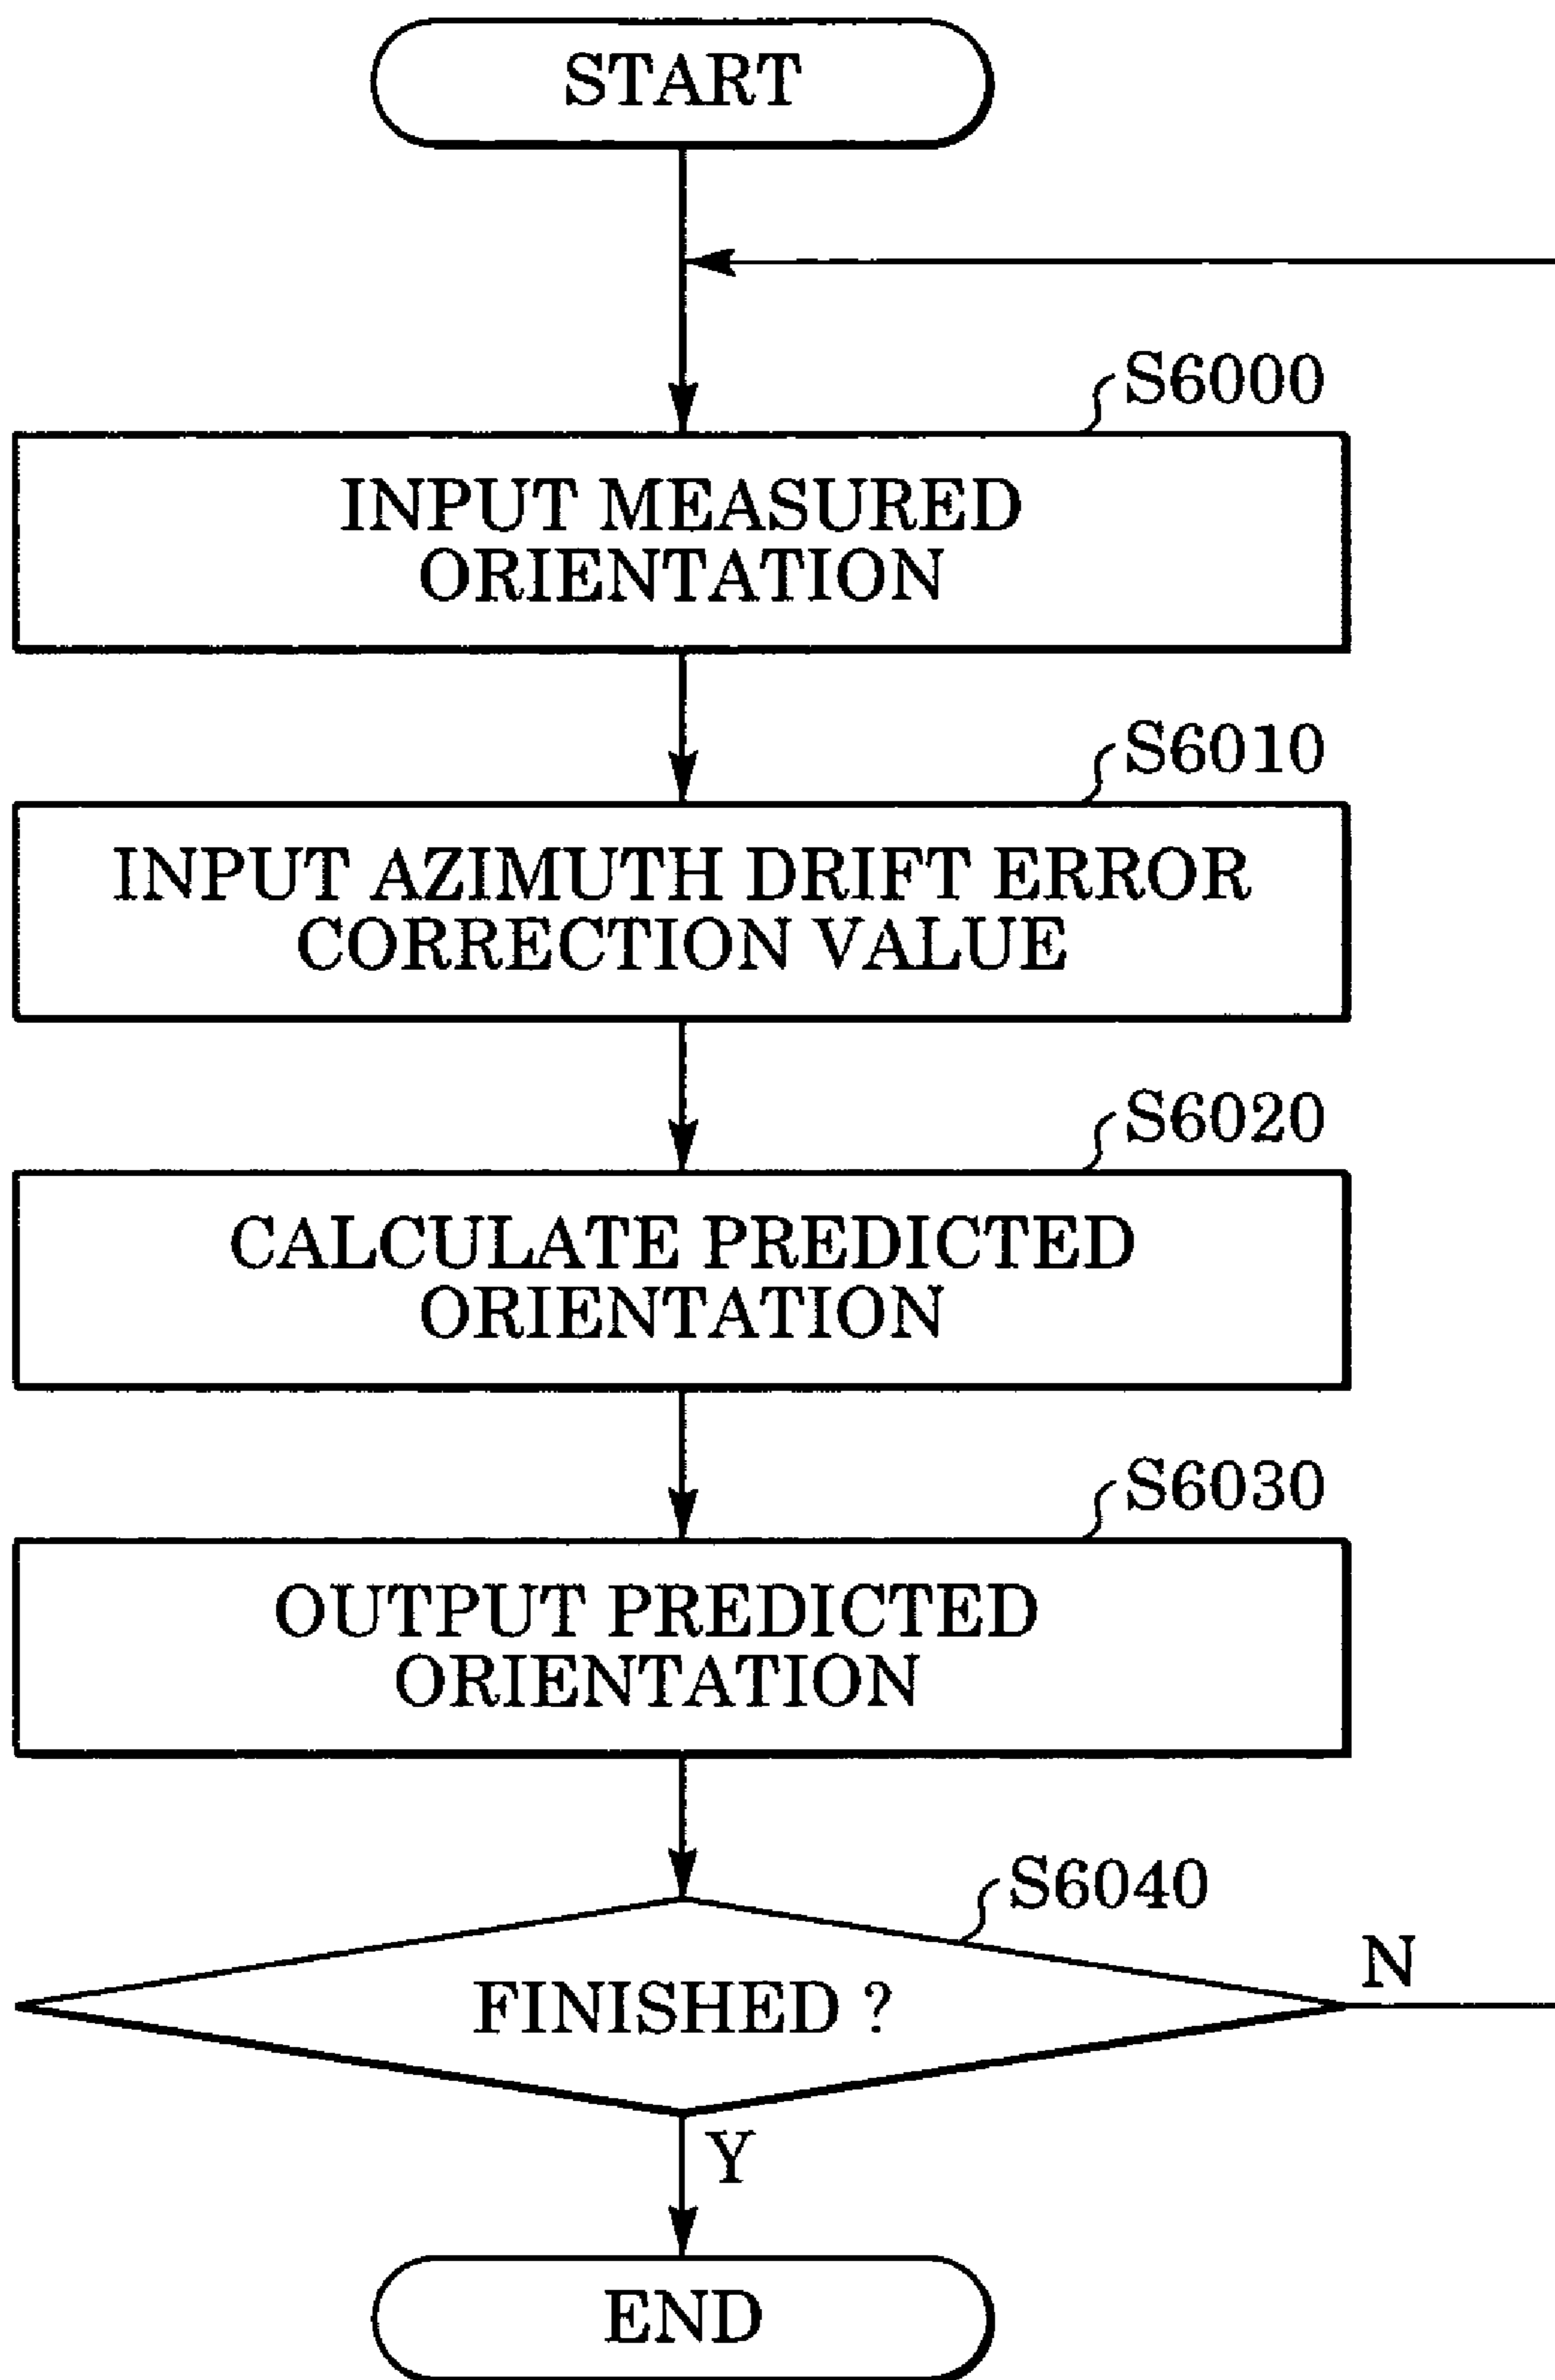 START
S6000
INPUT MEASURED
ORIENTATION
S6010
INPUT AZIMUTH DRIFT ERROR
CORRECTION VALUE
S6020
CALCULATE PREDICTED
ORIENTATION
S6030
OUTPUT PREDICTED
ORIENTATION
S6040
N
FINISHED ?
Y
END